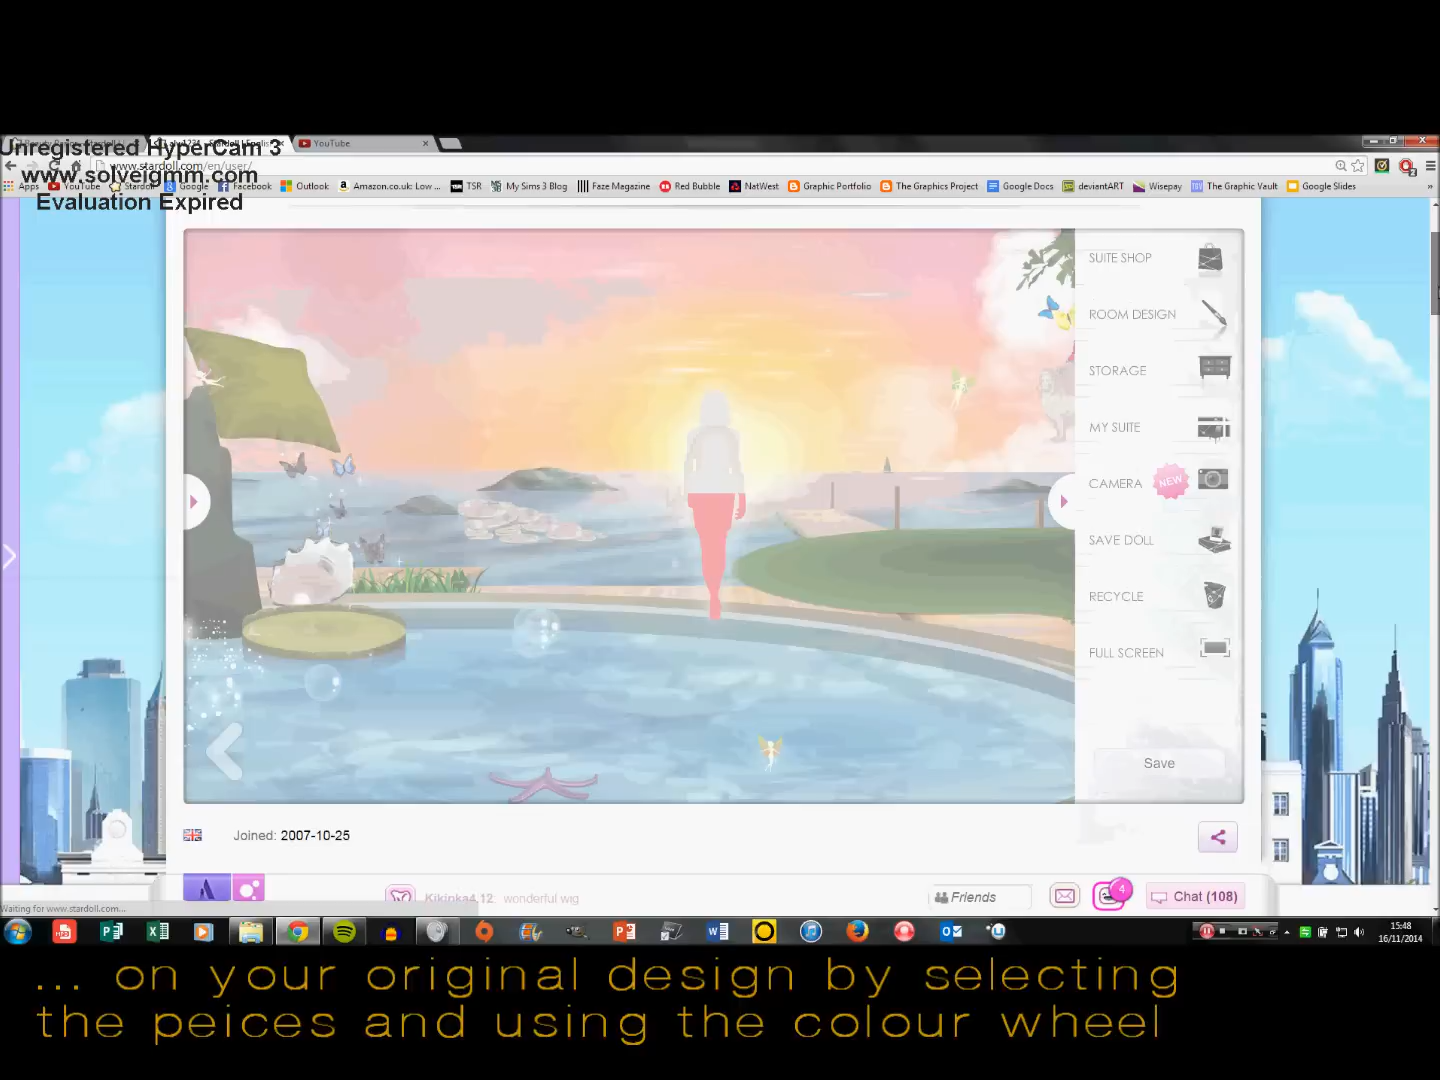 YouTube
Unregistered HyperCam 3
www.stardoll.com/en/user/
www.solveigmm.com
Apps YouTube Stardoll Google Facebook Outlook Amazon.co.uk: Low ... TSR My Sims 3 Blog Faze Magazine Red Bubble NatWest Graphic Portfolio The Graphics Project Google Docs deviantART Wisepay The Graphic Vault Google Slides
Evaluation Expired
SUITE SHOP
ROOM DESIGN
STORAGE
MY SUITE
CAMERA NEW
SAVE DOLL
RECYCLE
FULL SCREEN
Save
Joined: 2007-10-25
Kikinka4.12: wonderful wig
Friends
4
Chat (108)
Waiting for www.stardoll.com...
15:48
16/11/2014
... on your original design by selecting
the peices and using the colour wheel